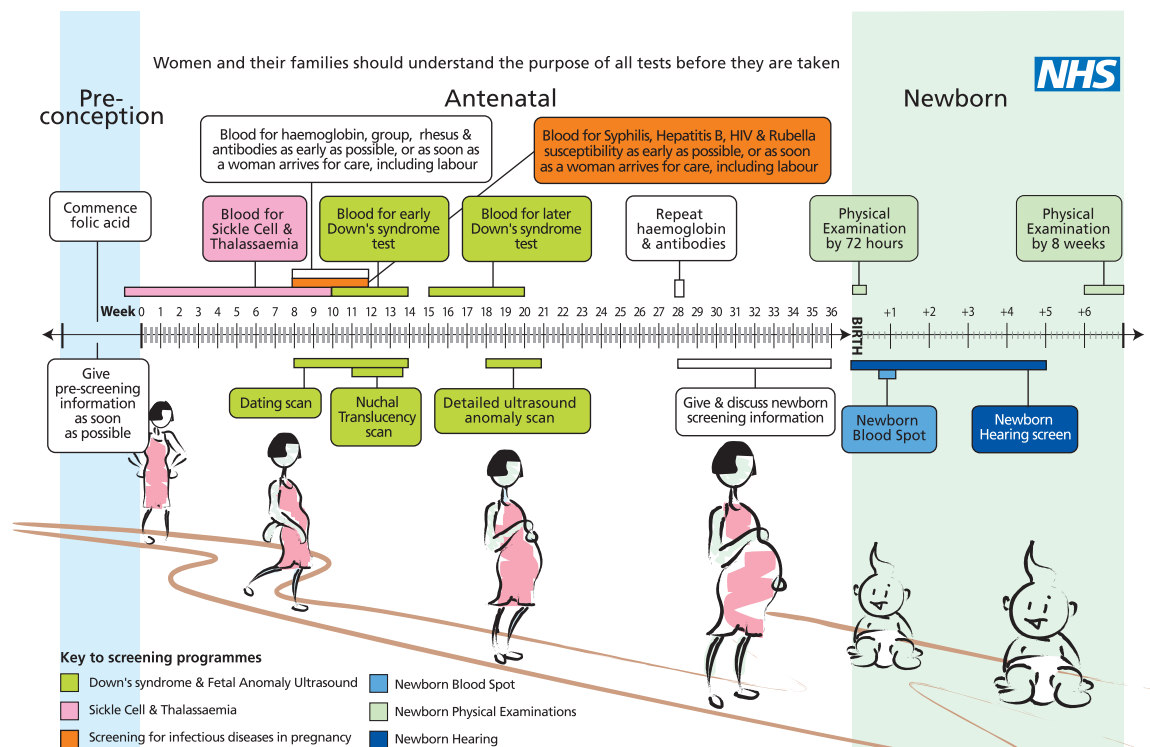 Women and their families should understand the purpose of all tests before they are taken
NHS
Pre-
conception
Antenatal
Newborn
Blood for haemoglobin, group, rhesus &
antibodies as early as possible, or as soon as
a woman arrives for care, including labour
Blood for Syphilis, Hepatitis B, HIV & Rubella
susceptibility as early as possible, or as soon
as a woman arrives for care, including labour
Commence
folic acid
Blood for
Sickle Cell &
Thalassaemia
Blood for early
Down's syndrome
test
Blood for later
Down's syndrome
test
Repeat
haemoglobin
& antibodies
Physical
Examination
by 72 hours
Physical
Examination
by 8 weeks
Week 0 1 2 3 4 5 6 7 8 9 10 11 12 13 14 15 16 17 18 19 20 21 22 23 24 25 26 27 28 29 30 31 32 33 34 35 36
BIRTH
+1 +2 +3 +4 +5 +6
Give
pre-screening
information
as soon
as possible
Dating scan
Nuchal
Translucency
scan
Detailed ultrasound
anomaly scan
Give & discuss newborn
screening information
Newborn
Blood Spot
Newborn
Hearing screen
Key to screening programmes
Down's syndrome & Fetal Anomaly Ultrasound
Sickle Cell & Thalassaemia
Screening for infectious diseases in pregnancy
Newborn Blood Spot
Newborn Physical Examinations
Newborn Hearing